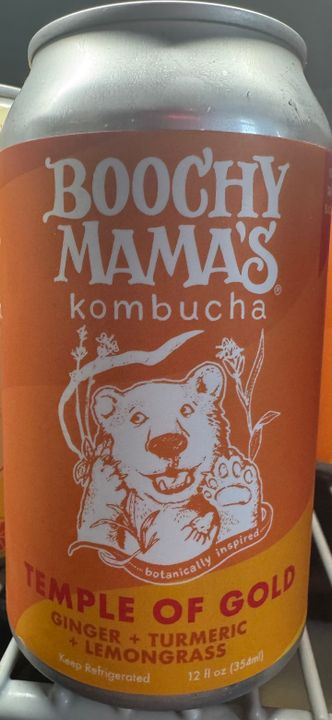 BOOCHY
MAMA'S®
kombucha
...botanically inspired...
TEMPLE OF GOLD
GINGER + TURMERIC
+ LEMONGRASS
Keep Refrigerated 12 fl oz (354ml)